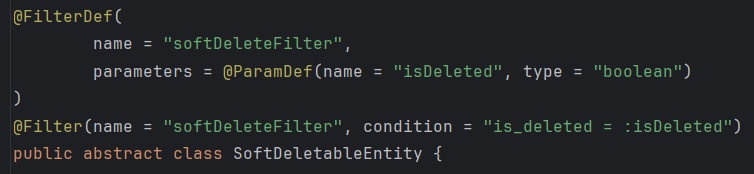 @FilterDef(
name = "softDeleteFilter",
parameters = @ParamDef(name = "isDeleted", type = "boolean")
)
@Filter(name = "softDeleteFilter", condition = "is_deleted = :isDeleted")
public abstract class SoftDeletableEntity {